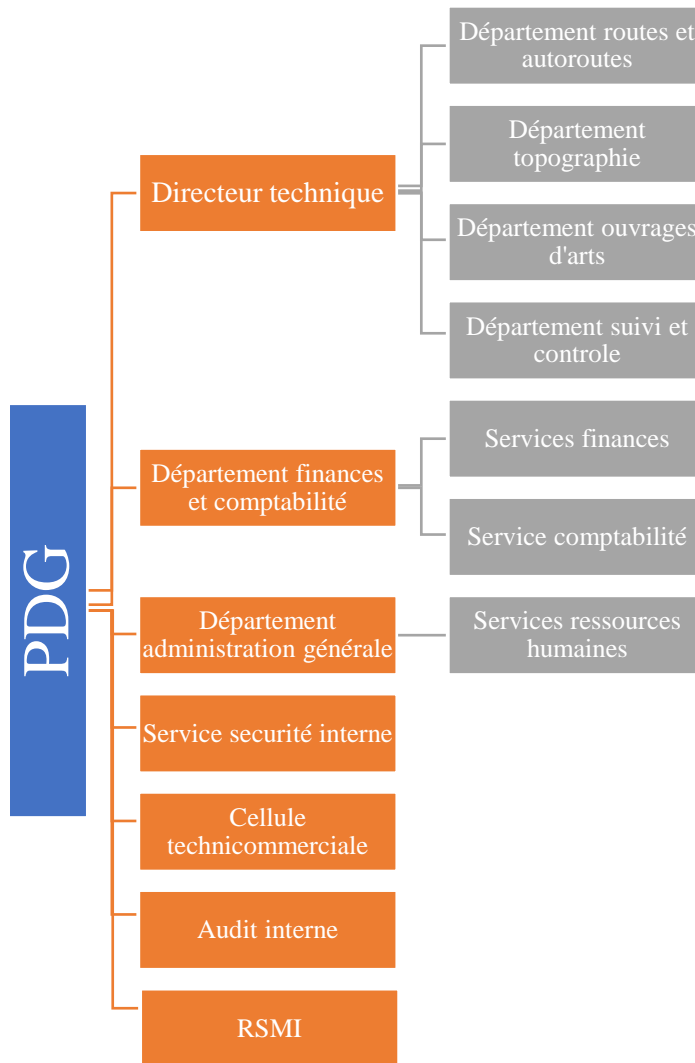 PDG
Directeur technique
Département routes et
autoroutes
Département
topographie
Département ouvrages
d'arts
Département suivi et
controle
Département finances
et comptabilité
Services finances
Service comptabilité
Département
administration générale
Services ressources
humaines
Service securité interne
Cellule
technicommerciale
Audit interne
RSMI